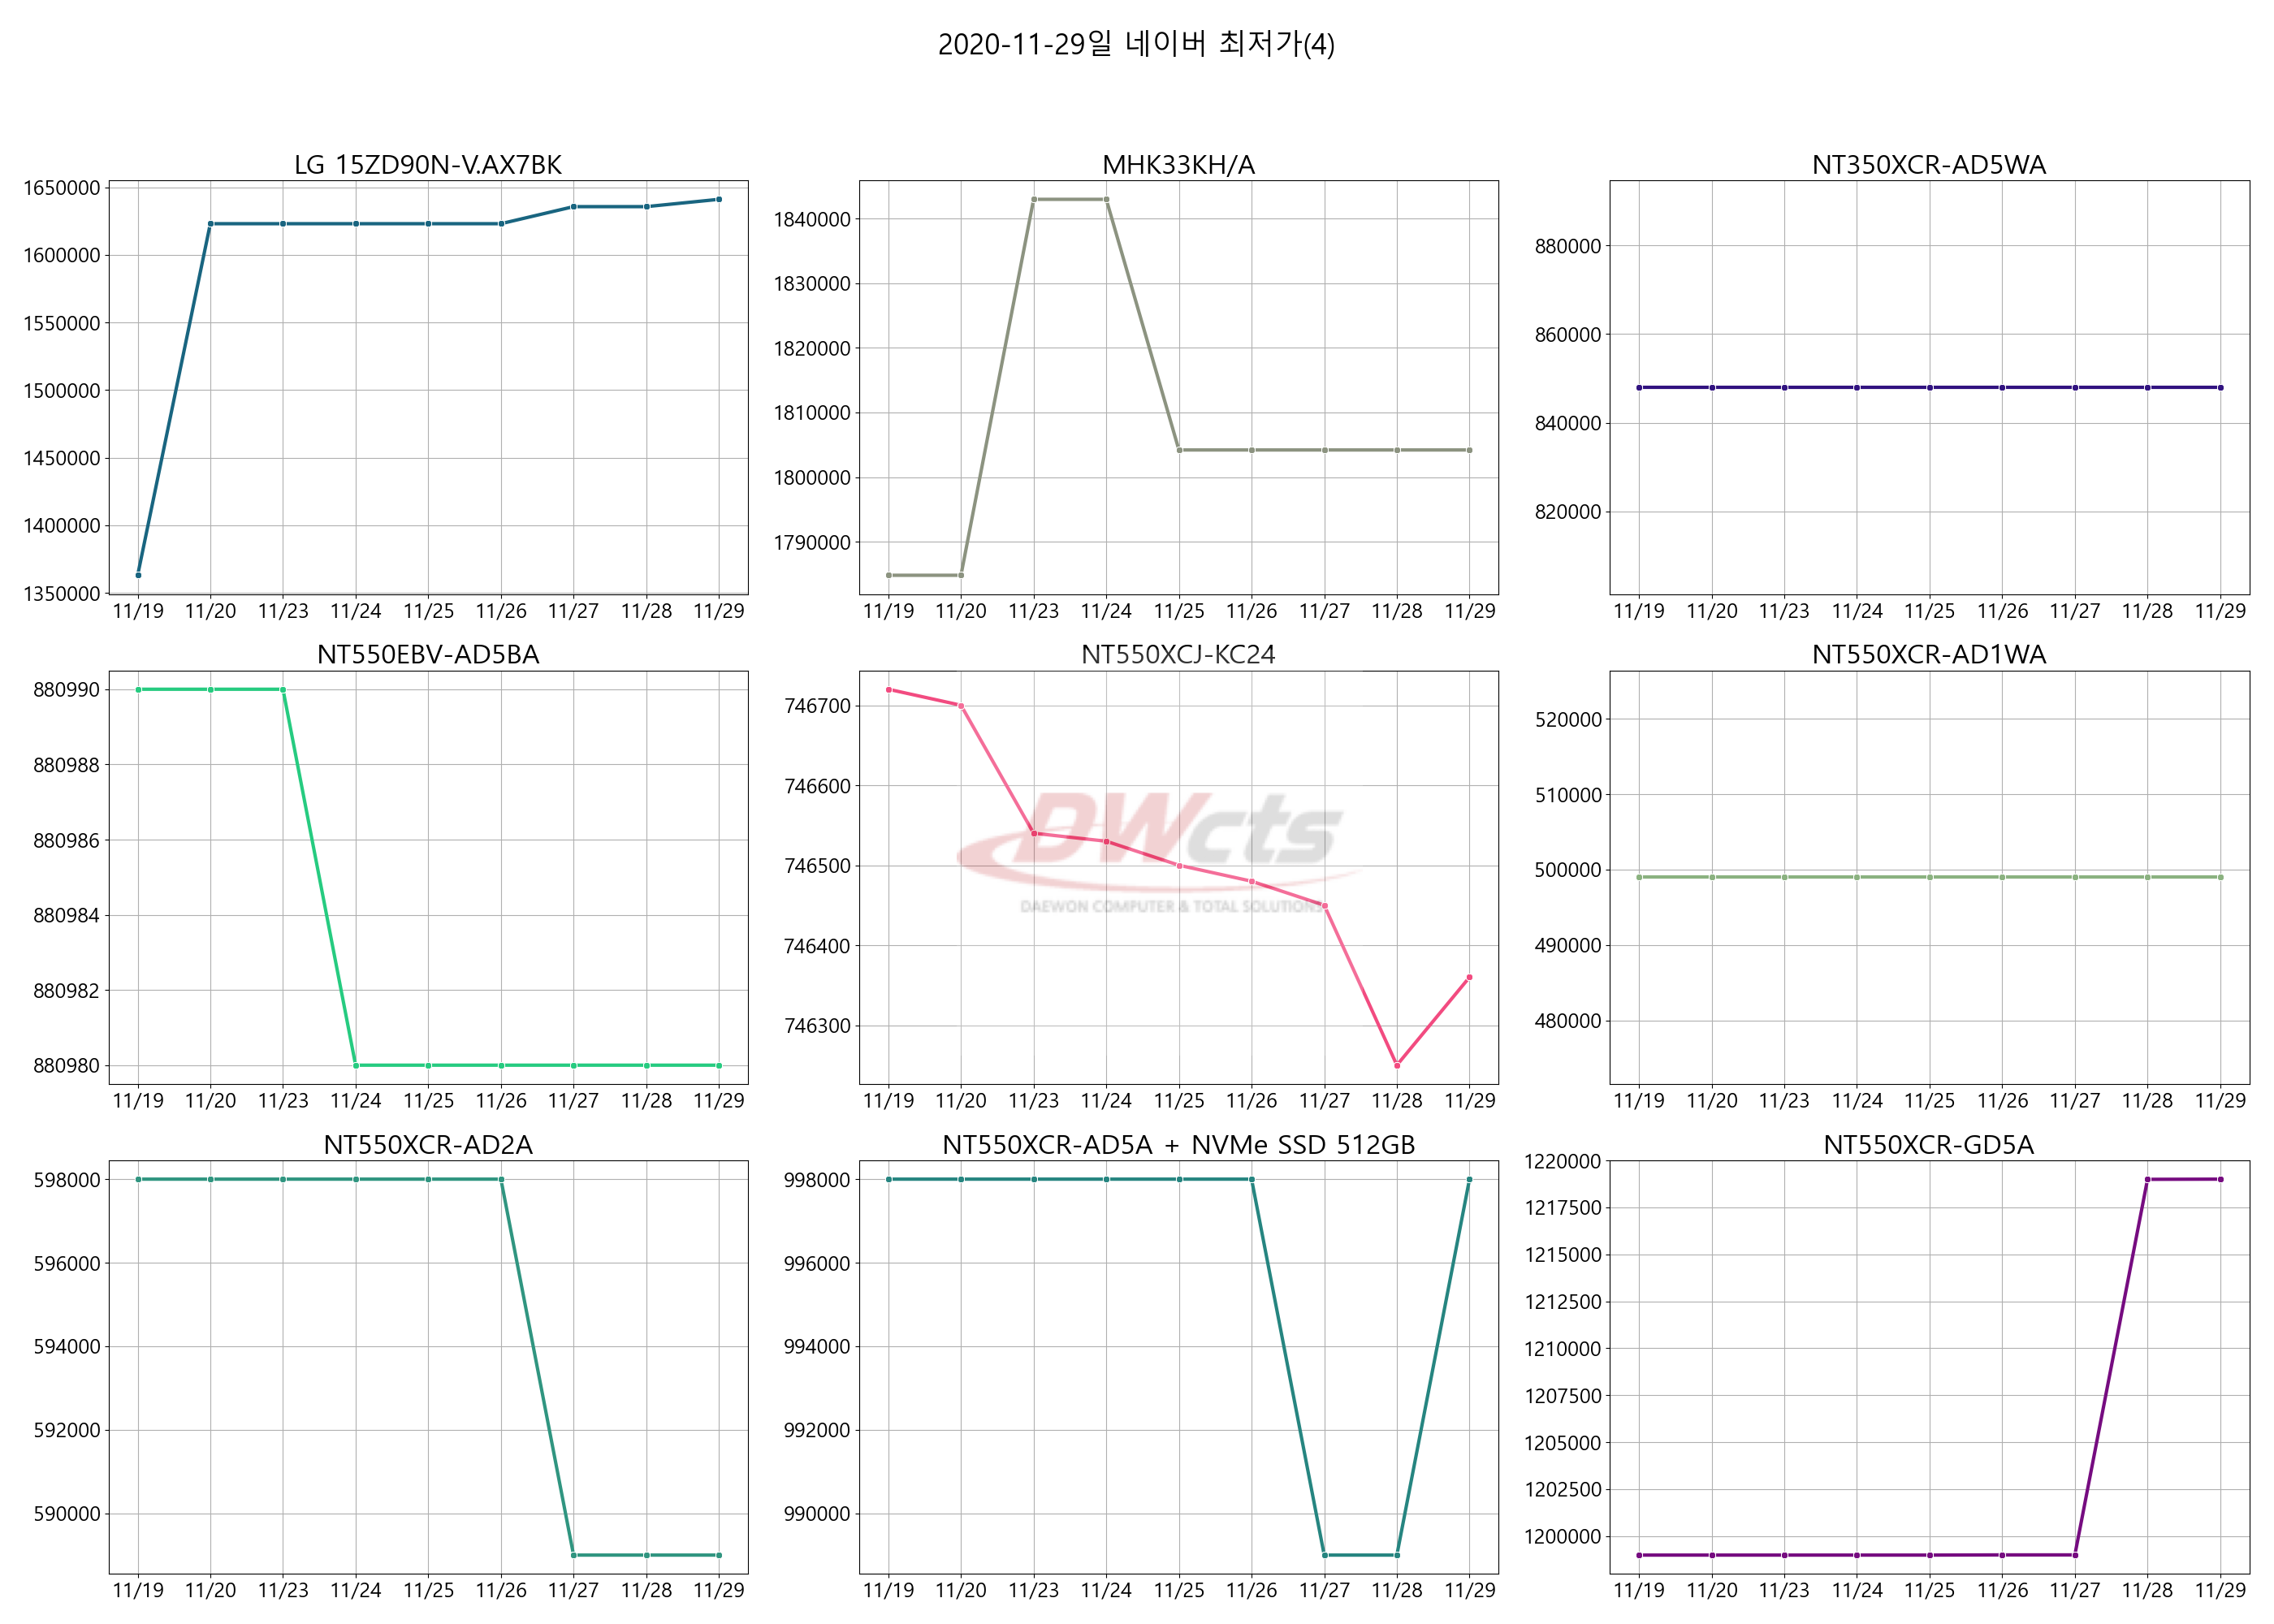 2020-11-29일 네이버 최저가(4)
LG 15ZD90N-V.AX7BK
1650000
1600000
1550000
1500000
1450000
1400000
1350000
11/19 11/20 11/23 11/24 11/25 11/26 11/27 11/28 11/29
MHK33KH/A
1840000
1830000
1820000
1810000
1800000
1790000
11/19 11/20 11/23 11/24 11/25 11/26 11/27 11/28 11/29
NT350XCR-AD5WA
880000
860000
840000
820000
11/19 11/20 11/23 11/24 11/25 11/26 11/27 11/28 11/29
NT550EBV-AD5BA
880990
880988
880986
880984
880982
880980
11/19 11/20 11/23 11/24 11/25 11/26 11/27 11/28 11/29
NT550XCJ-KC24
746700
746600
746500
746400
746300
DWcts
DAEWON COMPUTER & TOTAL SOLUTIONS
11/19 11/20 11/23 11/24 11/25 11/26 11/27 11/28 11/29
NT550XCR-AD1WA
520000
510000
500000
490000
480000
11/19 11/20 11/23 11/24 11/25 11/26 11/27 11/28 11/29
NT550XCR-AD2A
598000
596000
594000
592000
590000
11/19 11/20 11/23 11/24 11/25 11/26 11/27 11/28 11/29
NT550XCR-AD5A + NVMe SSD 512GB
998000
996000
994000
992000
990000
11/19 11/20 11/23 11/24 11/25 11/26 11/27 11/28 11/29
NT550XCR-GD5A
1220000
1217500
1215000
1212500
1210000
1207500
1205000
1202500
1200000
11/19 11/20 11/23 11/24 11/25 11/26 11/27 11/28 11/29